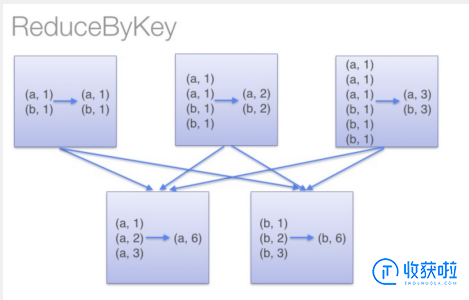 ReduceByKey
(a, 1)
(b, 1)
(a, 1)
(b, 1)
(a, 1)
(a, 1)
(b, 1)
(b, 1)
(a, 2)
(b, 2)
(a, 1)
(a, 1)
(a, 1)
(b, 1)
(b, 1)
(b, 1)
(a, 3)
(b, 3)
(a, 1)
(a, 2)
(a, 3)
(a, 6)
(b, 1)
(b, 2)
(b, 3)
(b, 6)
iT 收获啦